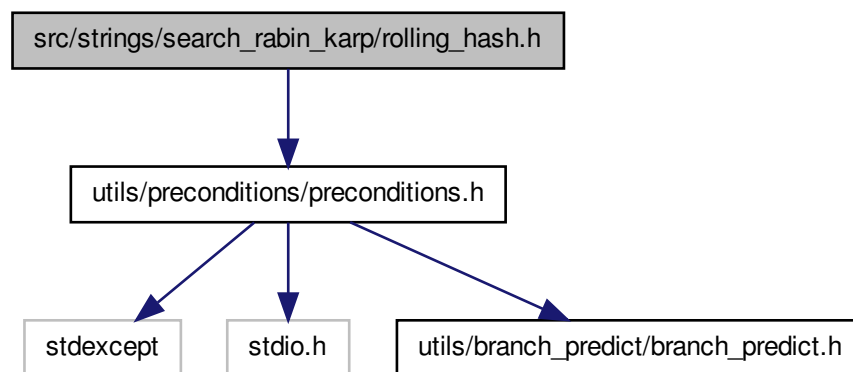 src/strings/search_rabin_karp/rolling_hash.h
utils/preconditions/preconditions.h
stdexcept
stdio.h
utils/branch_predict/branch_predict.h